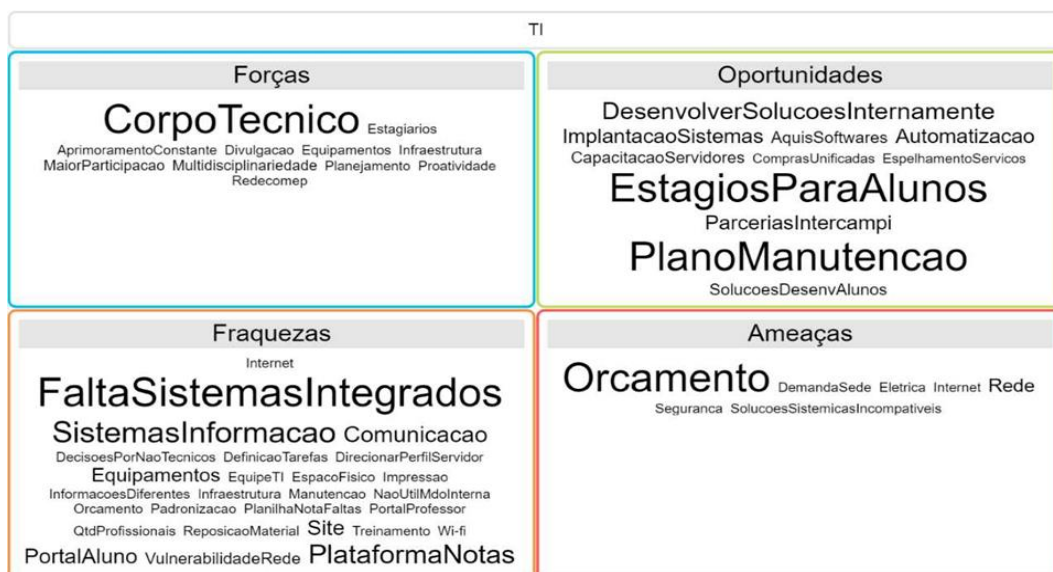 TI
Forças
CorpoTecnico Estagiarios
AprimoramentoConstante Divulgacao Equipamentos Infraestrutura
MaiorParticipacao Multidisciplinariedade Planejamento Proatividade
Redecomep
Oportunidades
DesenvolverSolucoesInternamente
ImplantacaoSistemas AquisSoftwares Automatizacao
CapacitacaoServidores ComprasUnificadas EspelhamentoServicos
EstagiosParaAlunos
ParceriasIntercampi
PlanoManutencao
SolucoesDesenvAlunos
Fraquezas
Internet
FaltaSistemasIntegrados
SistemasInformacao Comunicacao
DecisoesPorNaoTecnicos DefinicaoTarefas DirecionarPerfilServidor
Equipamentos EquipeTI EspacoFisico Impressao
InformacoesDiferentes Infraestrutura Manutencao NaoUtilMdoInterna
Orcamento Padronizacao PlanilhaNotaFaltas PortalProfessor
QtdProfissionais ReposicaoMaterial Site Treinamento Wi-fi
PortalAluno VulnerabilidadeRede PlataformaNotas
Ameaças
Orcamento DemandaSede Eletrica Internet Rede
Seguranca SolucoesSistemicasIncompativeis